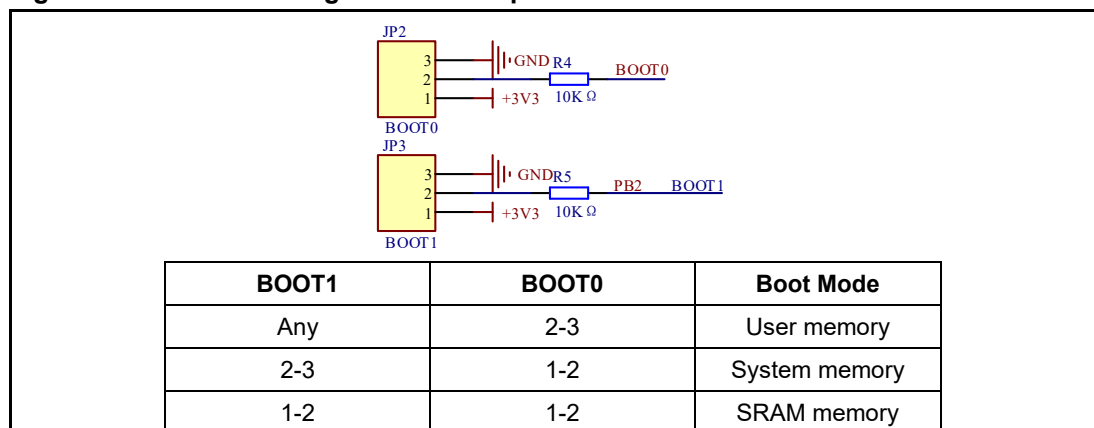 JP2
3 GND R4 BOOT0
2
1 +3V3 10KΩ
BOOT0
JP3
3 GND R5 PB2 BOOT1
2
1 +3V3 10KΩ
BOOT1
BOOT1 BOOT0 Boot Mode
Any 2-3 User memory
2-3 1-2 System memory
1-2 1-2 SRAM memory